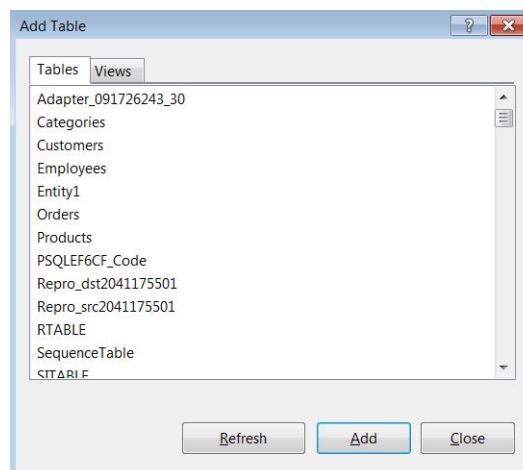 Add Table
Tables Views
Adapter_091726243_30
Categories
Customers
Employees
Entity1
Orders
Products
PSQLEF6CF_Code
Repro_dst2041175501
Repro_src2041175501
RTABLE
SequenceTable
SITABLE
Refresh Add Close